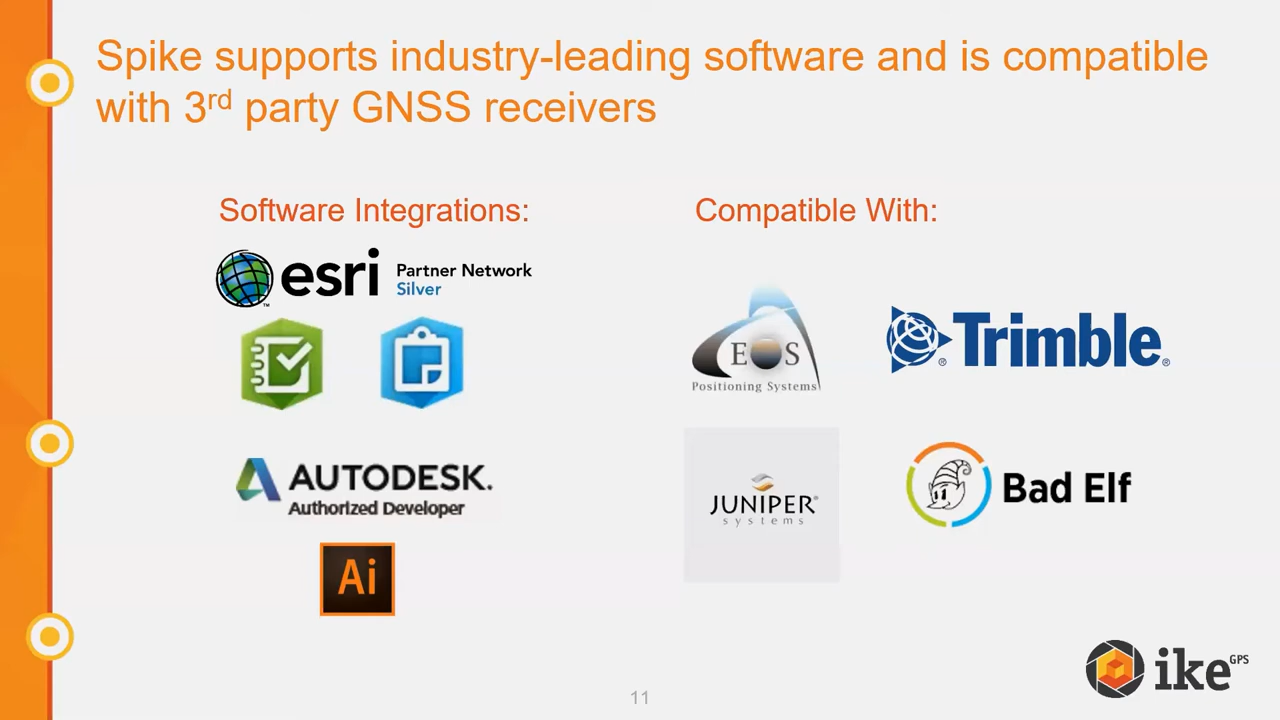 Spike supports industry-leading software and is compatible
with 3rd party GNSS receivers
Software Integrations:
esri Partner Network
Silver
AUTODESK.
Authorized Developer
Ai
Compatible With:
EOS
Positioning Systems
Trimble®
JUNIPER®
systems
Bad Elf
ike GPS
11